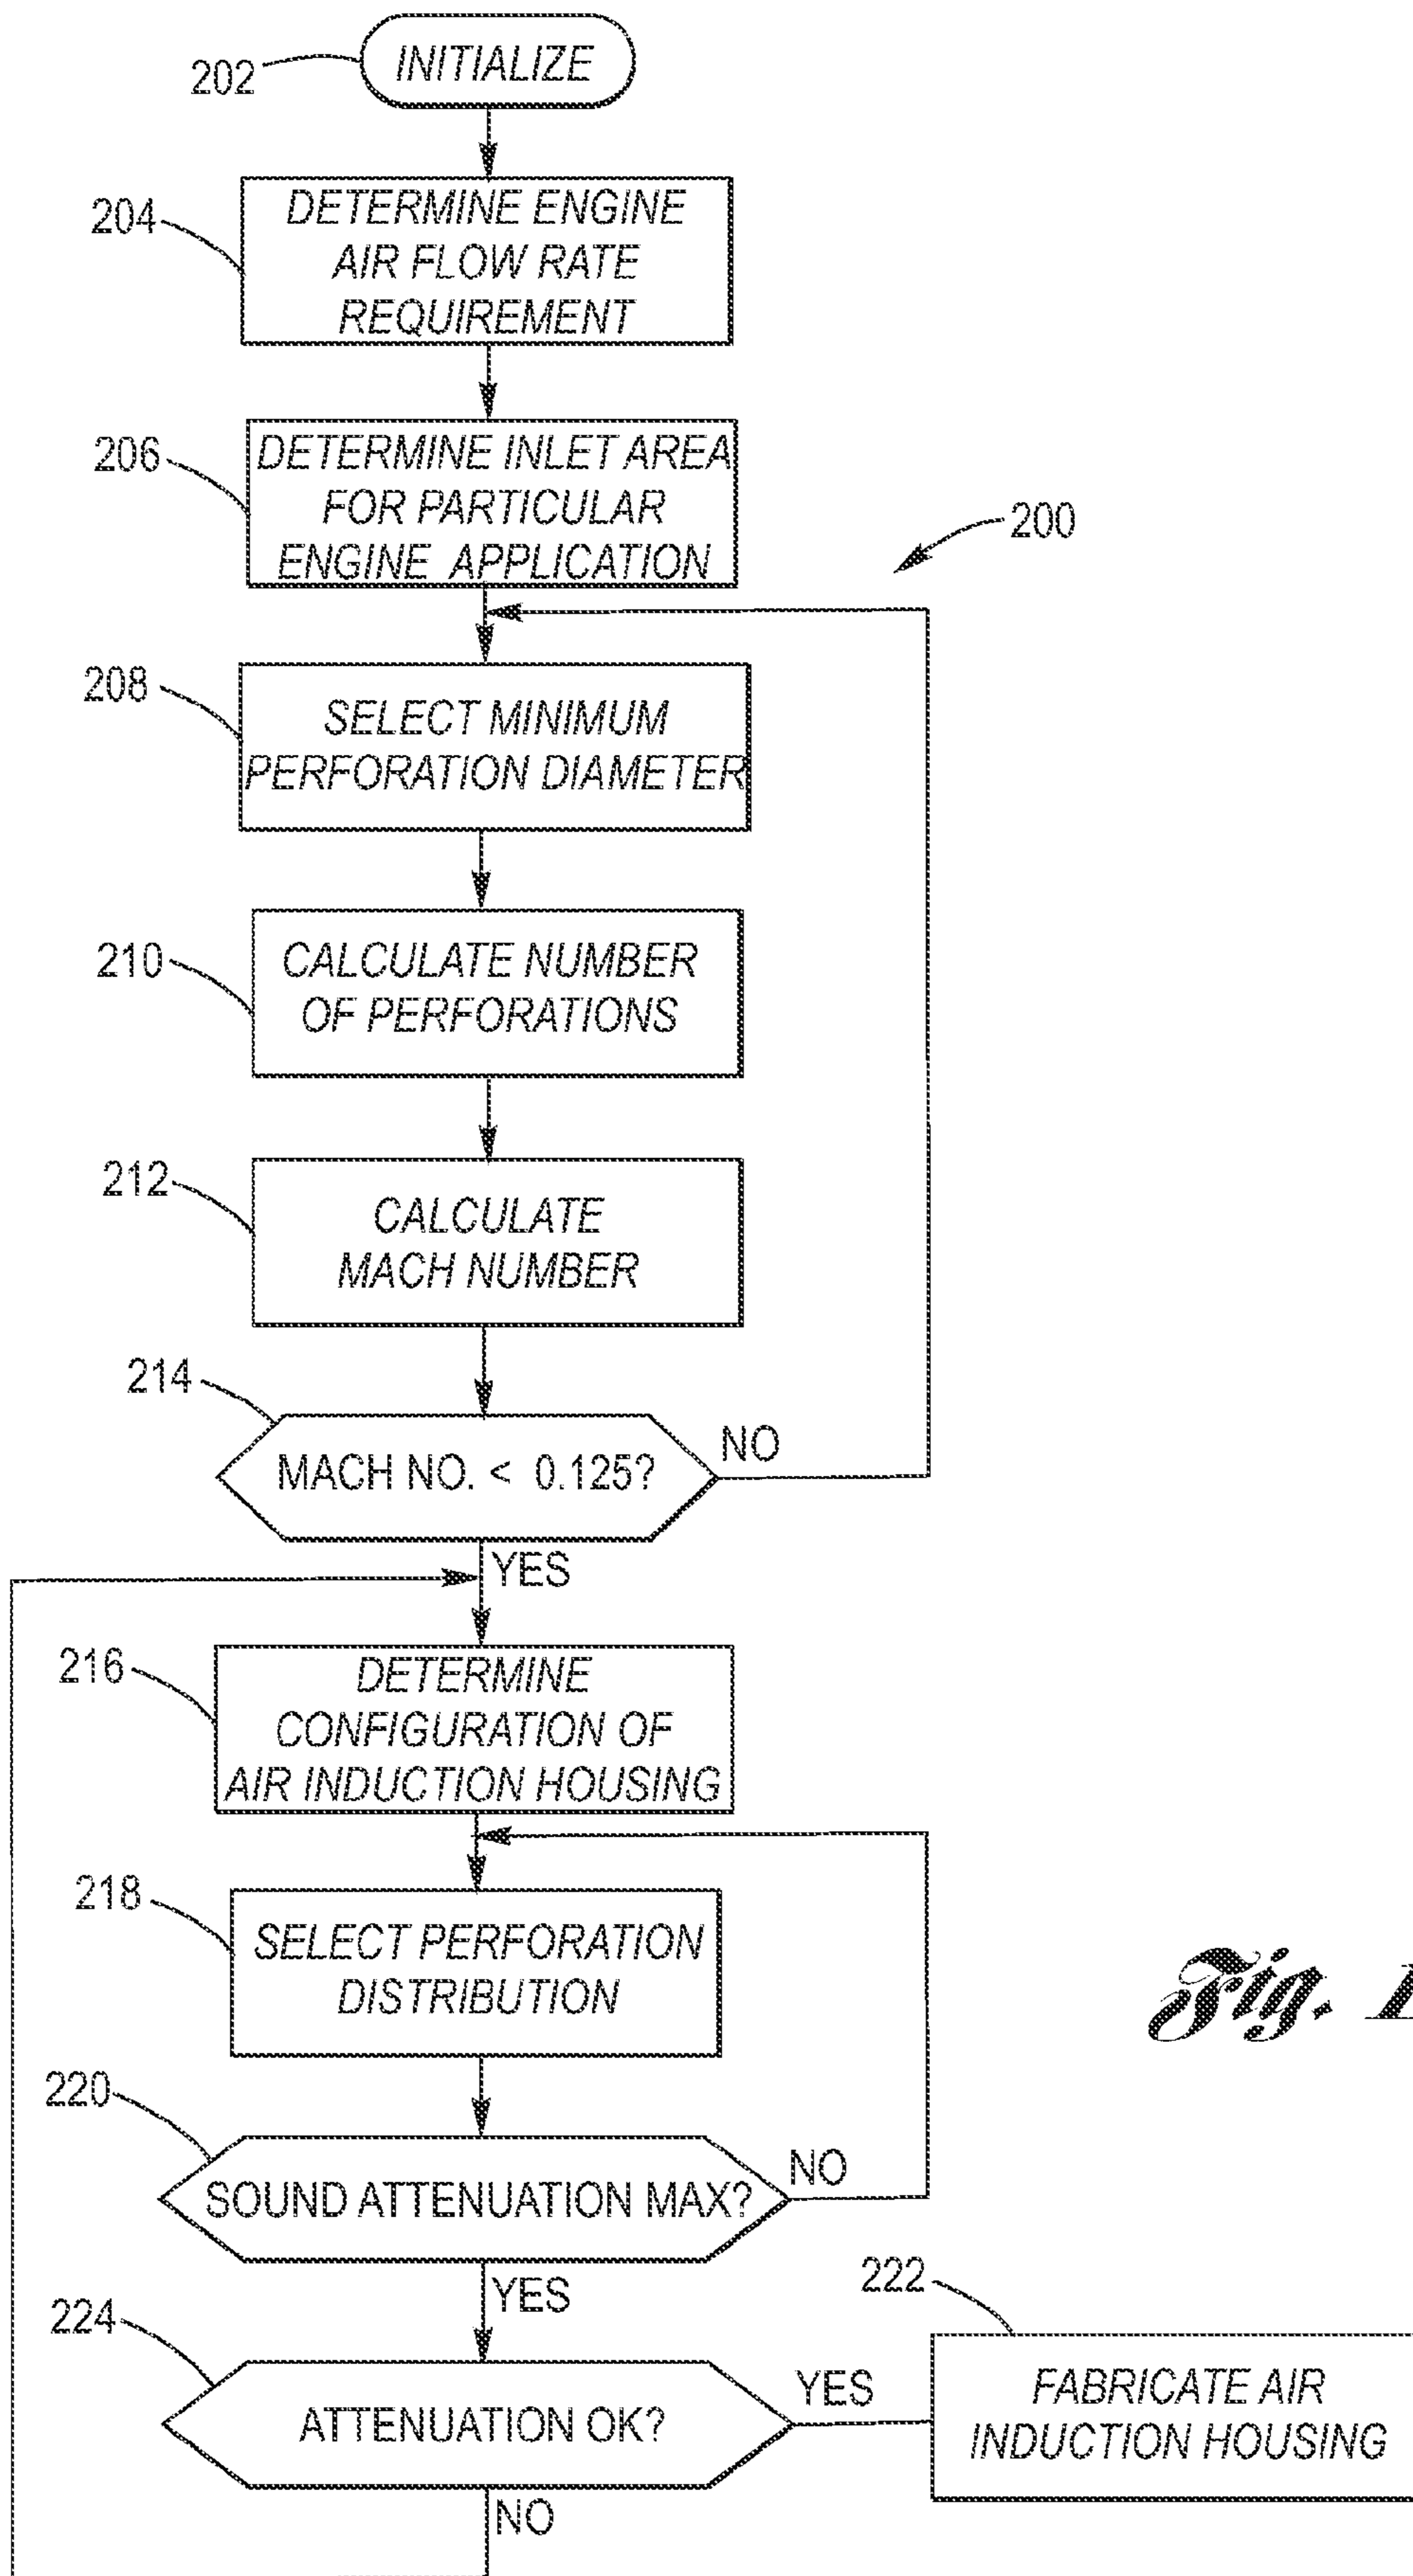 202
INITIALIZE
204
DETERMINE ENGINE
AIR FLOW RATE
REQUIREMENT
206
DETERMINE INLET AREA
FOR PARTICULAR
ENGINE APPLICATION
200
208
SELECT MINIMUM
PERFORATION DIAMETER
210
CALCULATE NUMBER
OF PERFORATIONS
212
CALCULATE
MACH NUMBER
214
MACH NO. < 0.125?
NO
YES
216
DETERMINE
CONFIGURATION OF
AIR INDUCTION HOUSING
218
SELECT PERFORATION
DISTRIBUTION
Fig.
220
SOUND ATTENUATION MAX?
NO
YES
222
224
ATTENUATION OK?
YES
FABRICATE AIR
INDUCTION HOUSING
NO